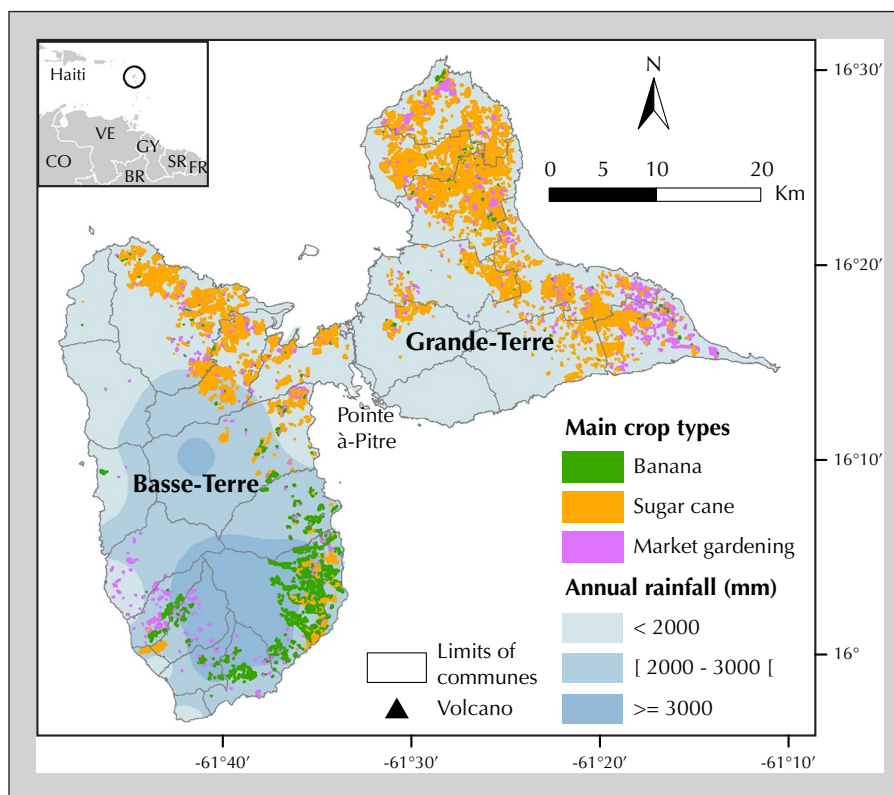 Haiti
VE
GY
CO
SR
FR
BR
N
0 5 10 20
Km
16°30′
16°20′
16°10′
16°
Grande-Terre
Pointe
à-Pitre
Basse-Terre
Main crop types
Banana
Sugar cane
Market gardening
Annual rainfall (mm)
< 2000
[ 2000 - 3000 [
>= 3000
Limits of
communes
Volcano
-61°40′ -61°30′ -61°20′ -61°10′